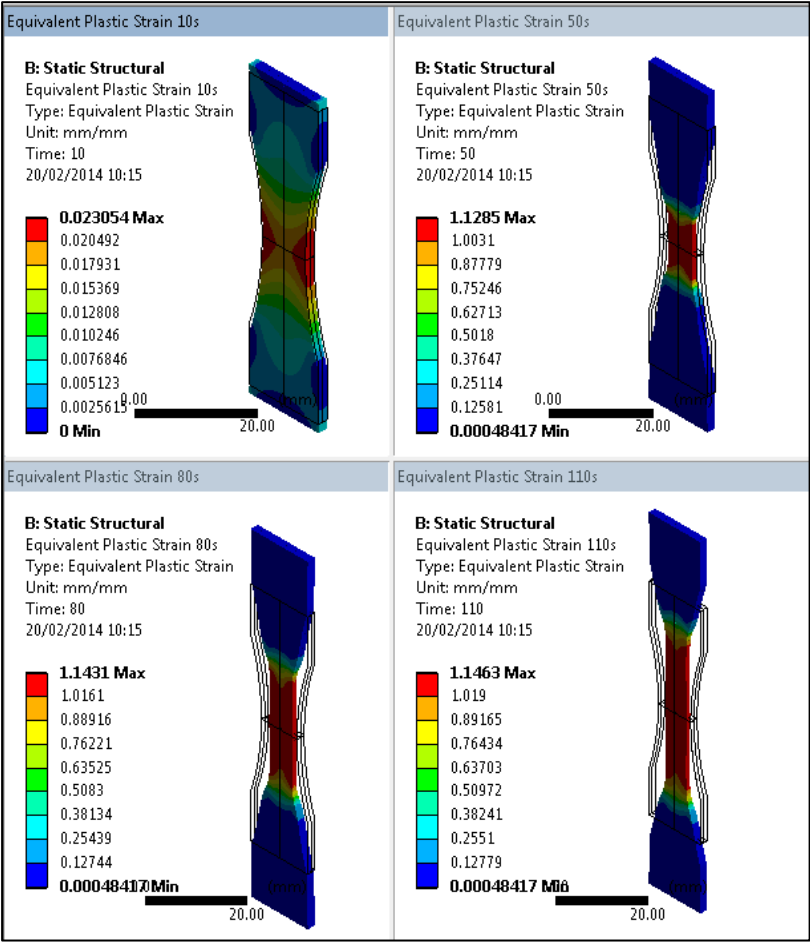 Equivalent Plastic Strain 10s
B: Static Structural
Equivalent Plastic Strain 10s
Type: Equivalent Plastic Strain
Unit: mm/mm
Time: 10
20/02/2014 10:15
0.023054 Max
0.020492
0.017931
0.015369
0.012808
0.010246
0.0076846
0.005123
0.0025615
0 Min
0.00
(mm)
20.00
Equivalent Plastic Strain 50s
B: Static Structural
Equivalent Plastic Strain 50s
Type: Equivalent Plastic Strain
Unit: mm/mm
Time: 50
20/02/2014 10:15
1.1285 Max
1.0031
0.87779
0.75246
0.62713
0.5018
0.37647
0.25114
0.12581
0.00048417 Min
0.00
(mm)
20.00
Equivalent Plastic Strain 80s
B: Static Structural
Equivalent Plastic Strain 80s
Type: Equivalent Plastic Strain
Unit: mm/mm
Time: 80
20/02/2014 10:15
1.1431 Max
1.0161
0.88916
0.76221
0.63525
0.5083
0.38134
0.25439
0.12744
0.00048417 Min
(mm)
20.00
Equivalent Plastic Strain 110s
B: Static Structural
Equivalent Plastic Strain 110s
Type: Equivalent Plastic Strain
Unit: mm/mm
Time: 110
20/02/2014 10:15
1.1463 Max
1.019
0.89165
0.76434
0.63703
0.50972
0.38241
0.2551
0.12779
0.00048417 Min
(mm)
20.00